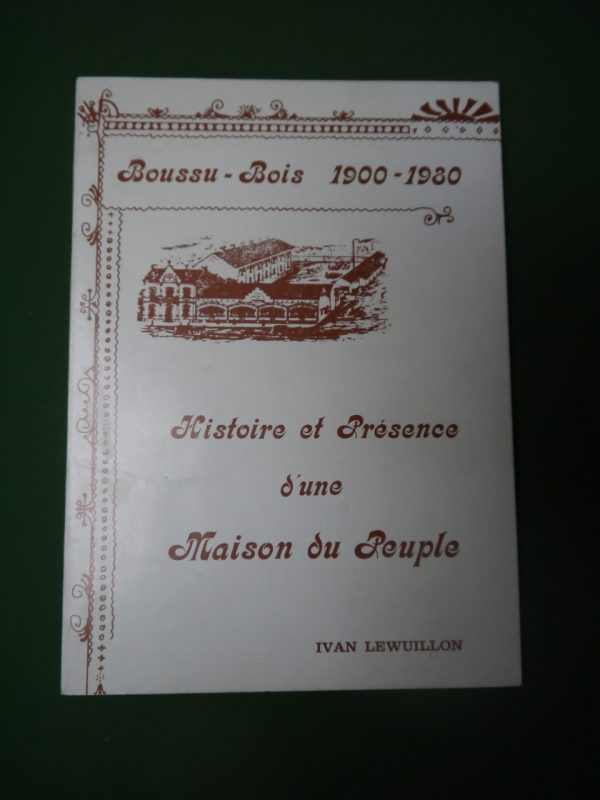 Boussu - Bois 1900 - 1980
Histoire et Présence
d'une
Maison du Peuple
IVAN LEWUILLON